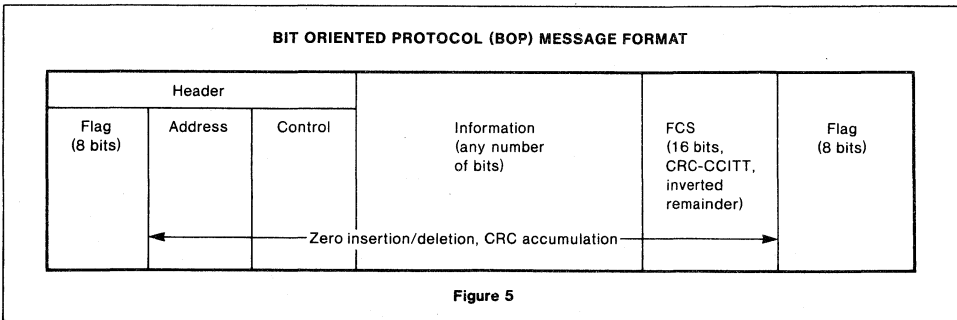 BIT ORIENTED PROTOCOL (BOP) MESSAGE FORMAT
Header
Flag
(8 bits)
Address
Control
Information
(any number
of bits)
FCS
(16 bits,
CRC-CCITT,
inverted
remainder)
Flag
(8 bits)
Zero insertion/deletion, CRC accumulation
Figure 5